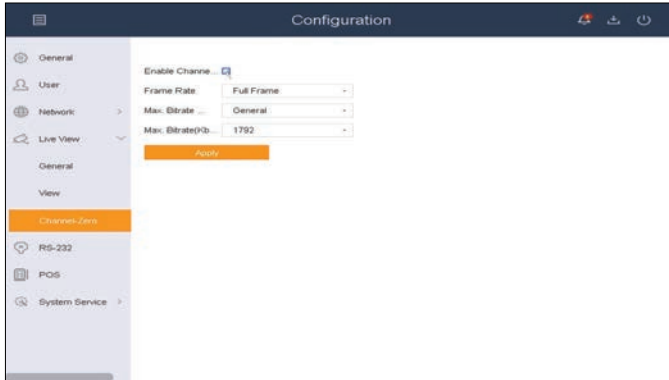 Configuration
General
User
Network
Live View
General
View
Channel-Zero
RS-232
POS
System Service
Enable Channe...
Frame Rate Full Frame
Max. Bitrate ... General
Max. Bitrate(Kb... 1792
Apply